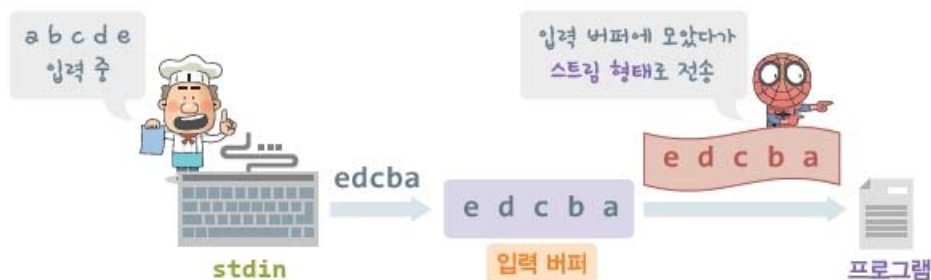 a b c d e
입력 중
입력 버퍼에 모았다가
스트림 형태로 전송
edcba
e d c b a
e d c b a
stdin
입력 버퍼
프로그램